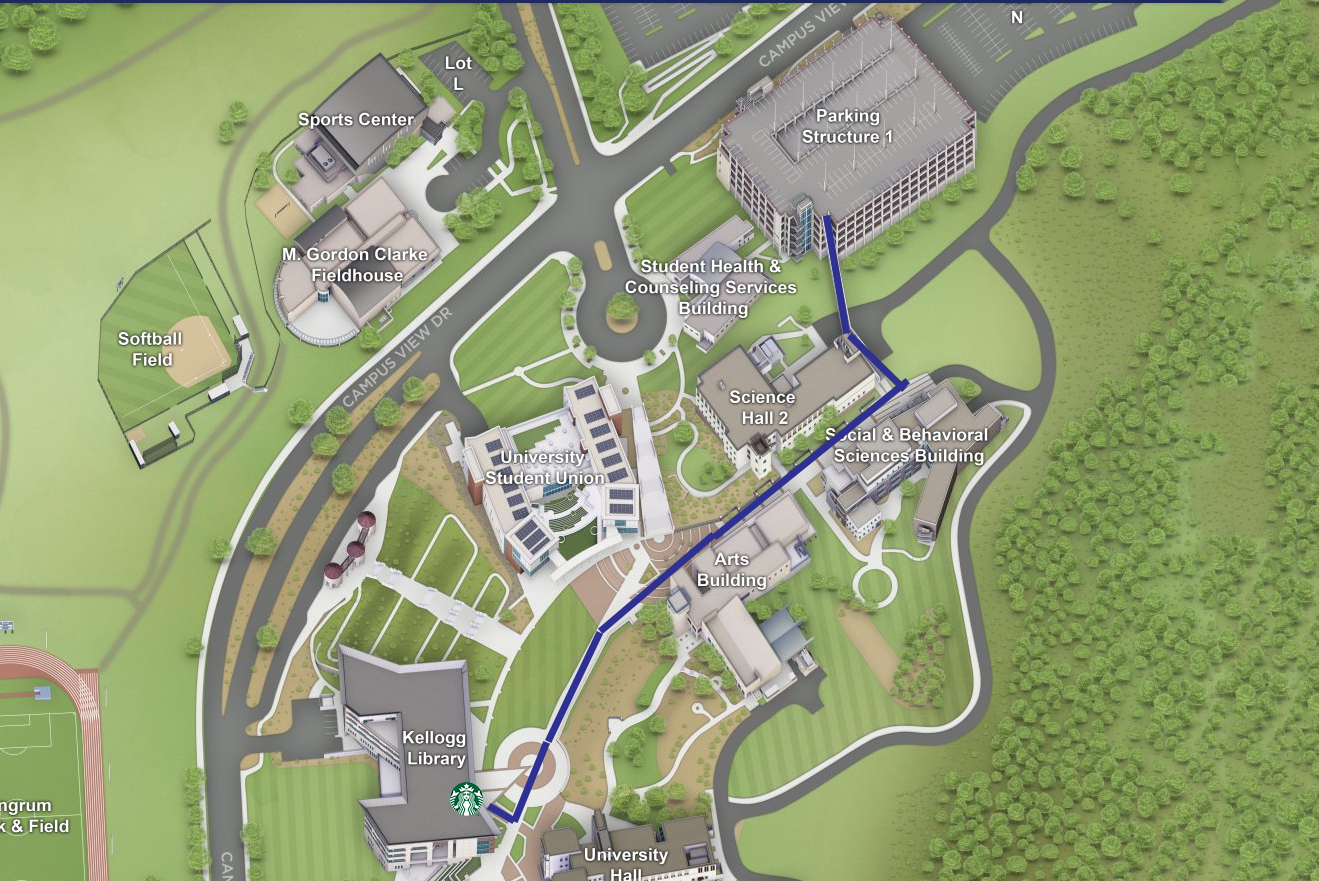 N
CAMPUS VIEW
Lot
L
Sports Center
Parking
Structure 1
M. Gordon Clarke
Fieldhouse
Student Health &
Counseling Services
Building
CAMPUS VIEW DR
Softball
Field
Science
Hall 2
Social & Behavioral
Sciences Building
University
Student Union
Arts
Building
Kellogg
Library
ngrum
k & Field
University
Hall
CAM